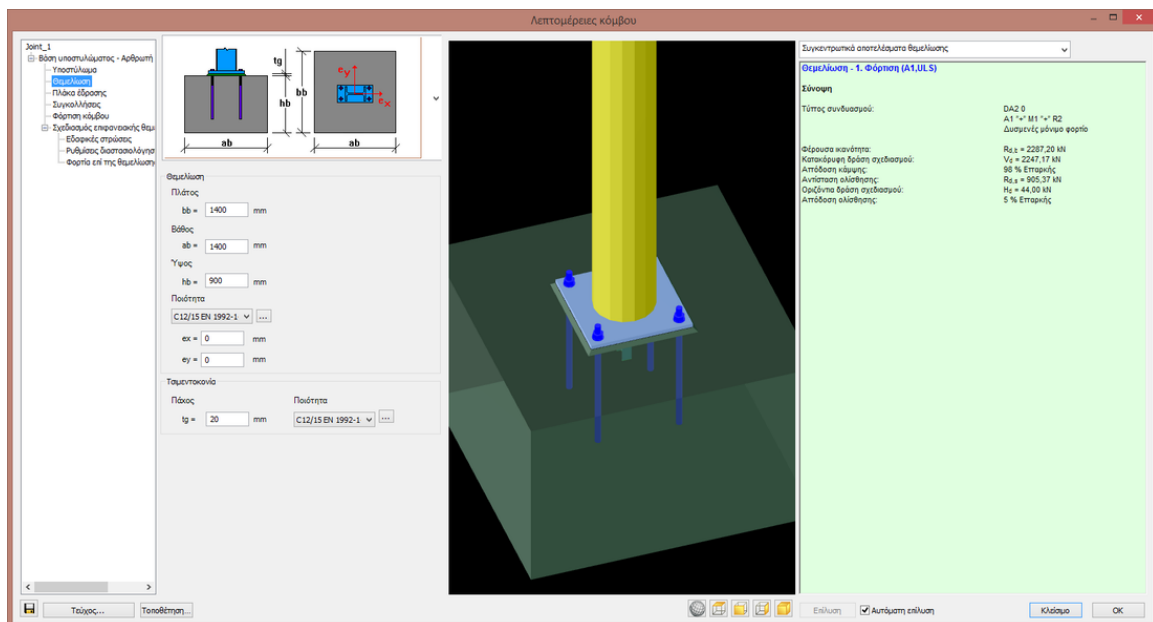 Λεπτομέρειες κόμβου
Joint_1
Βάση υποστυλώματος - Αρθρωτή
Υποστύλωμα
Θεμελίωση
Πλάκα έδρασης
Συγκολλήσεις
Φόρτιση κόμβου
Σχεδιασμός επιφανειακής θεμ
Εδαφικές στρώσεις
Ρυθμίσεις διαστασιολόγησ
Φορτίο επί της θεμελίωση
tg
hb
bb
ab
ab
ey
ex
Θεμελίωση
Πλάτος
bb = 1400 mm
Βάθος
ab = 1400 mm
Ύψος
hb = 900 mm
Ποιότητα
C12/15 EN 1992-1 ...
ex = 0 mm
ey = 0 mm
Τσιμεντοκονία
Πάχος Ποιότητα
tg = 20 mm C12/15 EN 1992-1 ...
Συγκεντρωτικά αποτελέσματα θεμελίωσης
Θεμελίωση - 1. Φόρτιση (A1,ULS)
Σύνοψη
Τύπος συνδυασμού: DA2 0
A1 "+" M1 "+" R2
Δυσμενές μόνιμο φορτίο
Φέρουσα ικανότητα: Rd,t = 2287,20 kN
Κατακόρυφη δράση σχεδιασμού: Vd = 2247,17 kN
Απόδοση κάμψης: 98 % Επαρκής
Αντίσταση ολίσθησης: Rd,s = 905,37 kN
Οριζόντια δράση σχεδιασμού: Hd = 44,00 kN
Απόδοση ολίσθησης: 5 % Επαρκής
Τεύχος... Τοποθέτηση... Επίλυση Αυτόματη επίλυση Κλείσιμο OK